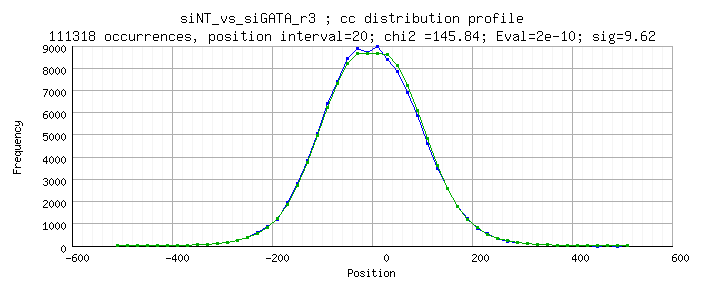 siNT_vs_siGATA_r3 ; cc distribution profile
111318 occurrences, position interval=20; chi2 =145.84; Eval=2e-10; sig=9.62
9000
8000
7000
6000
5000
4000
3000
2000
1000
0
Frequency
-600 -400 -200 0 200 400 600
Position